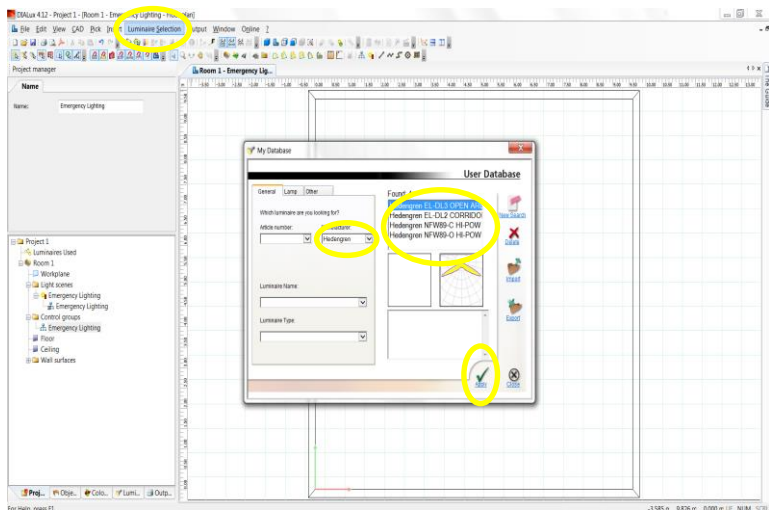 DIALux 4.12 - Project 1 - [Room 1 - Emergency Lighting - Floor plan]
File Edit View CAD Pick Insert Luminaire Selection Output Window Online ?
Project manager
Room 1 - Emergency Lig...
Name
Name: Emergency Lighting
My Database
User Database
General Lamp Other
Which luminaire are you looking for?
Article number:
Hedengren
Luminaire Name:
Luminaire Type:
Hedengren EL-DL3 OPEN
Hedengren EL-DL2 CORRIDO
Hedengren NFW89-C HI-POW
Hedengren NFW89-O HI-POW
New Search
Delete
Import
Export
Apply
Close
Project 1
Luminaires Used
Room 1
Workplane
Light scenes
Emergency Lighting
Emergency Lighting
Control groups
Emergency Lighting
Floor
Ceiling
Wall surfaces
Proj... Obje... Colo... Lumi... Outp...
For Help, press F1